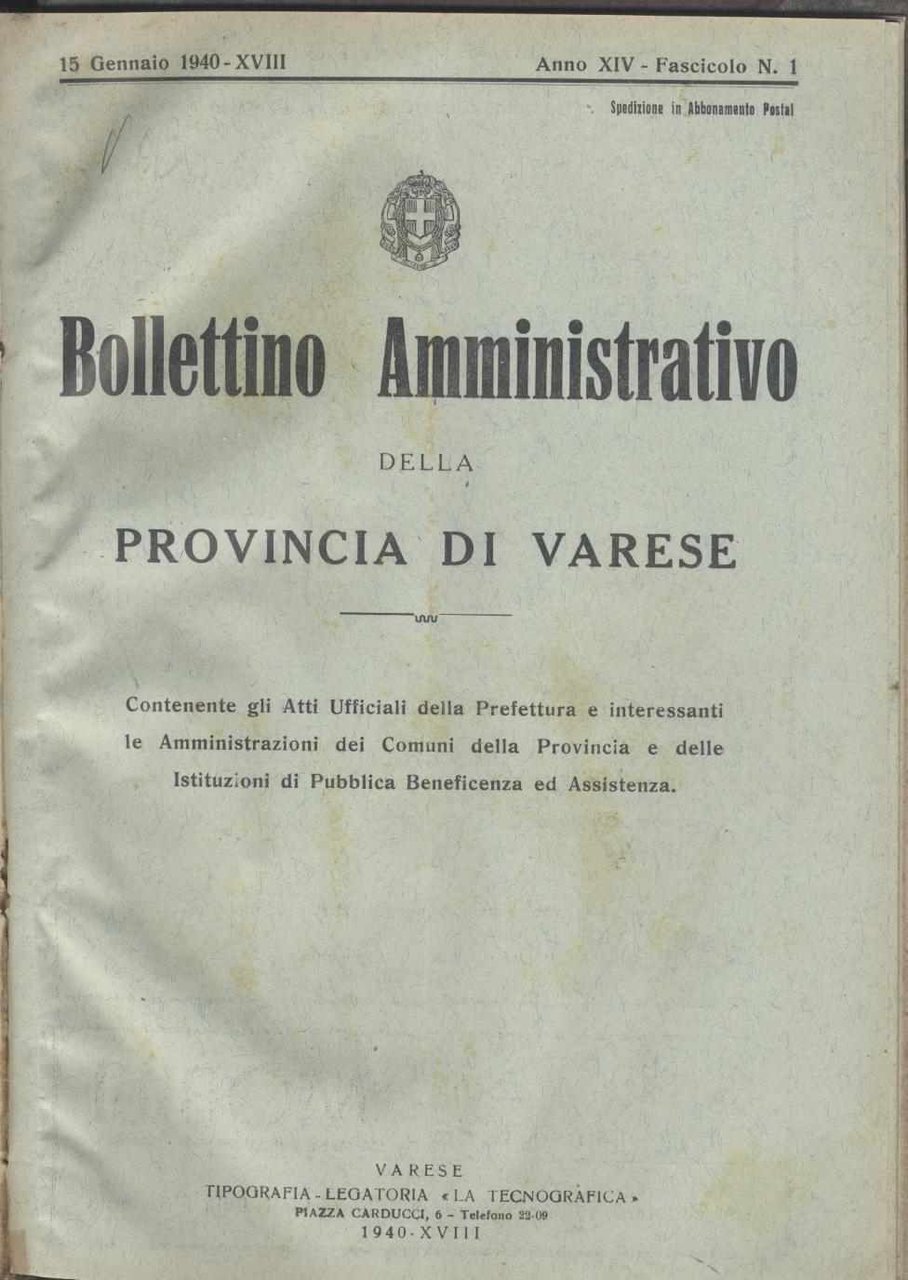 15 Gennaio 1940-XVIII
Anno XIV - Fascicolo N. 1
Spedizione in Abbonamento Postal
Bollettino Amministrativo
DELLA
PROVINCIA DI VARESE
Contenente gli Atti Ufficiali della Prefettura e interessanti
le Amministrazioni dei Comuni della Provincia e delle
Istituzioni di Pubblica Beneficenza ed Assistenza.
VARESE
TIPOGRAFIA - LEGATORIA «LA TECNOGRAFICA»
PIAZZA CARDUCCI, 6 - Telefono 22-09
1940-XVIII